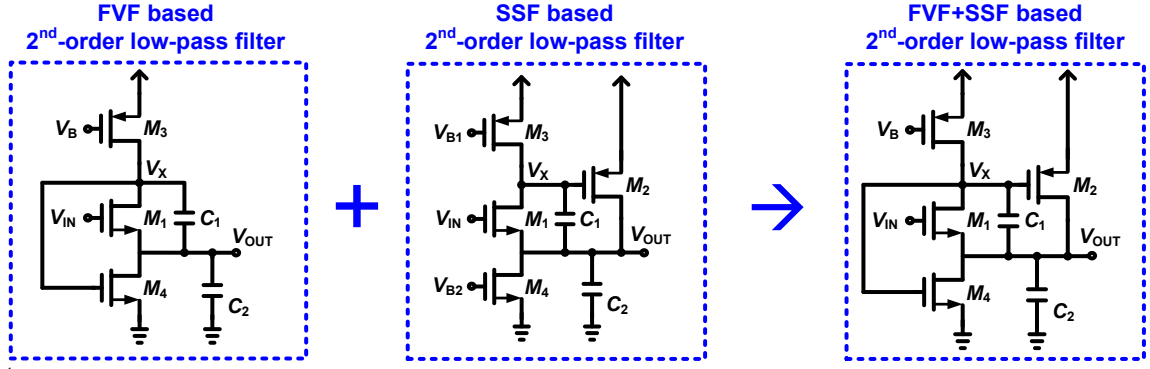 FVF based
2nd-order low-pass filter
VB
M3
VX
VIN
M1
C1
VOUT
M4
C2
SSF based
2nd-order low-pass filter
VB1
M3
VX
M2
VIN
M1
C1
VOUT
VB2
M4
C2
FVF+SSF based
2nd-order low-pass filter
VB
M3
VX
M2
VIN
M1
C1
VOUT
M4
C2